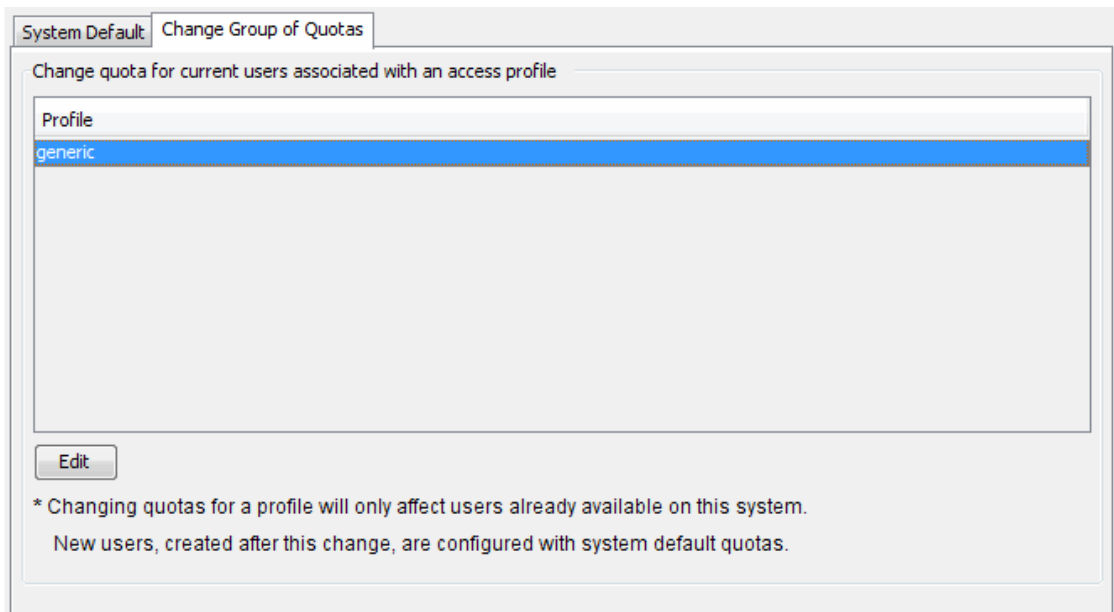 System Default Change Group of Quotas
Change quota for current users associated with an access profile
Profile
generic
Edit
* Changing quotas for a profile will only affect users already available on this system.
New users, created after this change, are configured with system default quotas.